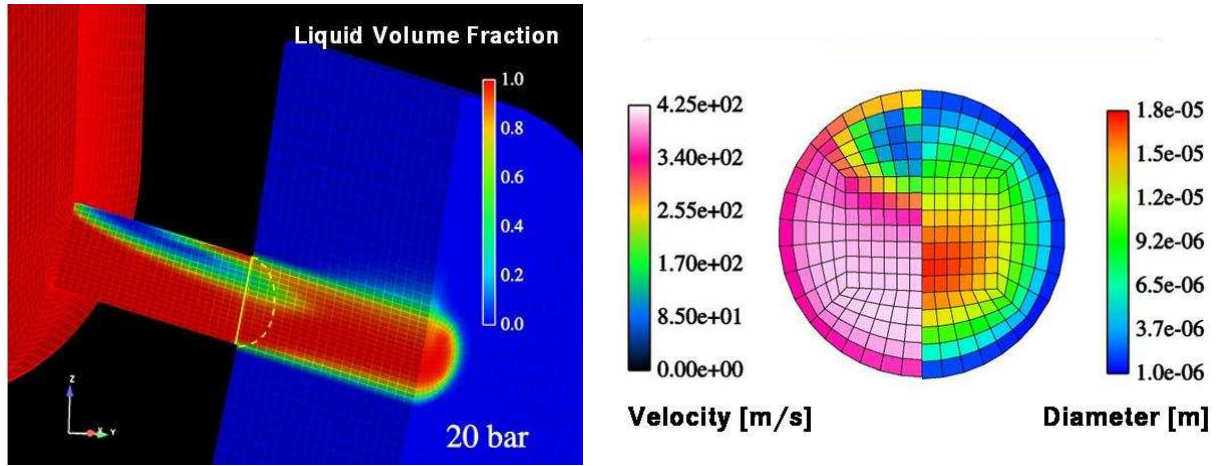 Liquid Volume Fraction
1.0
0.8
0.6
0.4
0.2
0.0
Z
X
Y
20 bar
4.25e+02
3.40e+02
2.55e+02
1.70e+02
8.50e+01
0.00e+00
Velocity [m/s]
1.8e-05
1.5e-05
1.2e-05
9.2e-06
6.5e-06
3.7e-06
1.0e-06
Diameter [m]